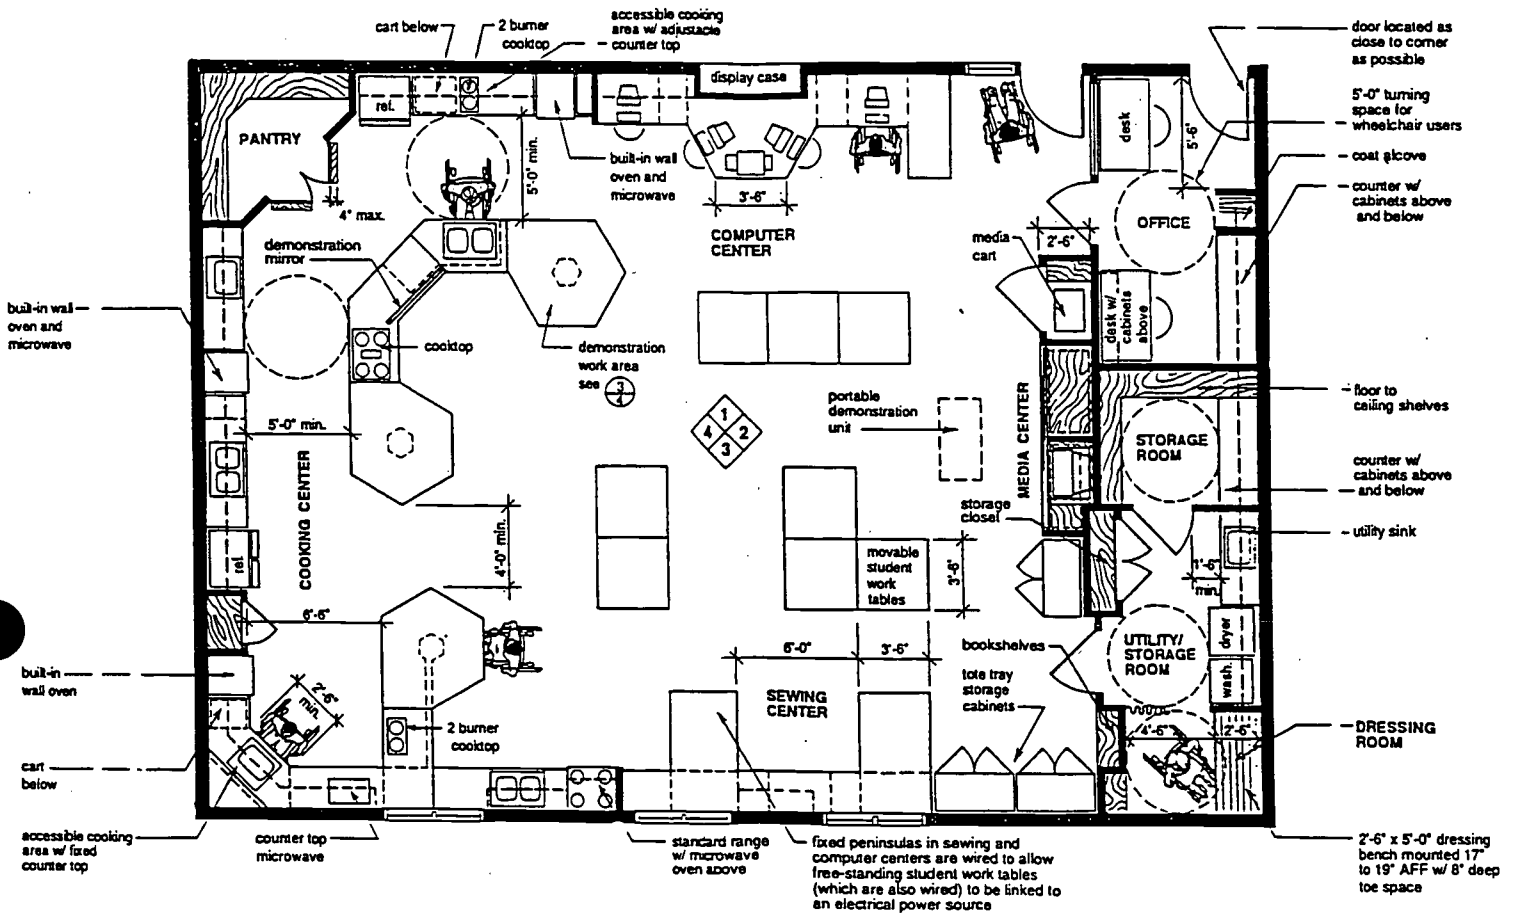 cart below
2 burner
cooktop
accessible cooking
area w/ adjustable
counter top
door located as
close to corner
as possible
5'-0" turning
space for
wheelchair users
coat alcove
counter w/
cabinets above
and below
ref.
display case
PANTRY
4" max.
5'-0" min.
built-in wall
oven and
microwave
3'-6"
COMPUTER
CENTER
desk
5'-6"
OFFICE
2'-6"
media
cart
desk w/
cabinets
above
demonstration
mirror
built-in wall
oven and
microwave
cooktop
demonstration
work area
see
3
4
1
4
2
3
portable
demonstration
unit
MEDIA CENTER
floor to
ceiling shelves
STORAGE
ROOM
counter w/
cabinets above
and below
5'-0" min.
COOKING CENTER
4'-0" min.
ref.
storage
closet
utility sink
movable
student
work
tables
3'-6"
1'-6"
min.
6'-6"
UTILITY/
STORAGE
ROOM
dryer
wash.
built-in
wall oven
2'-6"
min.
6'-0"
3'-6"
bookshelves
tote tray
storage
cabinets
SEWING
CENTER
2 burner
cooktop
4'-6"
2'-6"
DRESSING
ROOM
cart
below
accessible cooking
area w/ fixed
counter top
counter top
microwave
standard range
w/ microwave
oven above
fixed peninsulas in sewing and
computer centers are wired to allow
free-standing student work tables
(which are also wired) to be linked to
an electrical power source
2'-6" x 5'-0" dressing
bench mounted 17"
to 19" AFF w/ 8" deep
toe space